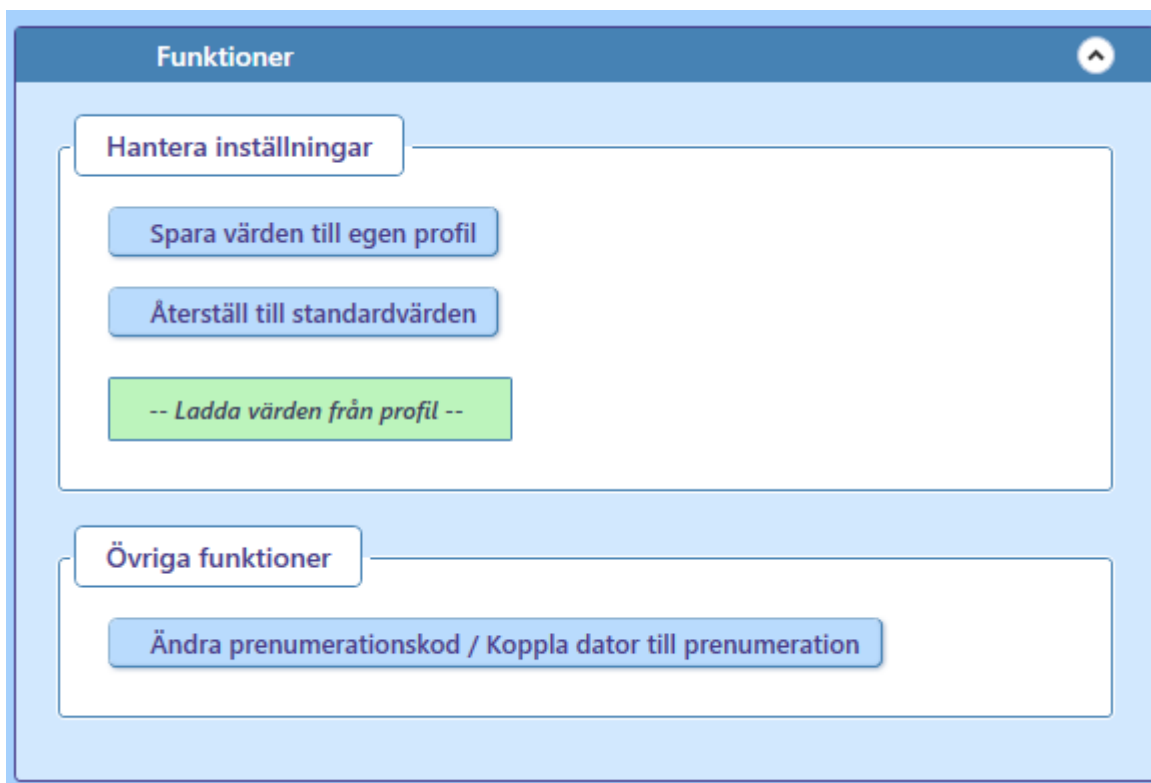 Funktioner
Hantera inställningar
Spara värden till egen profil
Återställ till standardvärden
-- Ladda värden från profil --
Övriga funktioner
Ändra prenumerationskod / Koppla dator till prenumeration